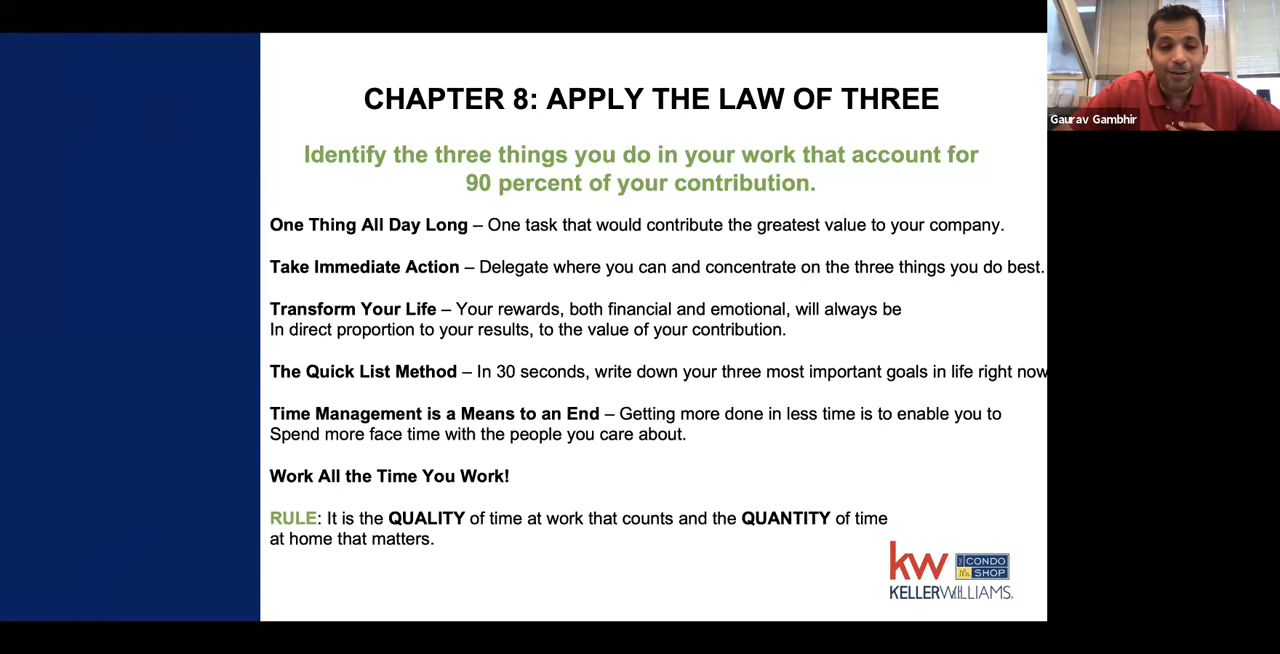 CHAPTER 8: APPLY THE LAW OF THREE
Identify the three things you do in your work that account for
90 percent of your contribution.
One Thing All Day Long – One task that would contribute the greatest value to your company.
Take Immediate Action – Delegate where you can and concentrate on the three things you do best.
Transform Your Life – Your rewards, both financial and emotional, will always be
In direct proportion to your results, to the value of your contribution.
The Quick List Method – In 30 seconds, write down your three most important goals in life right now
Time Management is a Means to an End – Getting more done in less time is to enable you to
Spend more face time with the people you care about.
Work All the Time You Work!
RULE: It is the QUALITY of time at work that counts and the QUANTITY of time
at home that matters.
kw
CONDO
SHOP
KELLERWILLIAMS®
Gaurav Gambhir